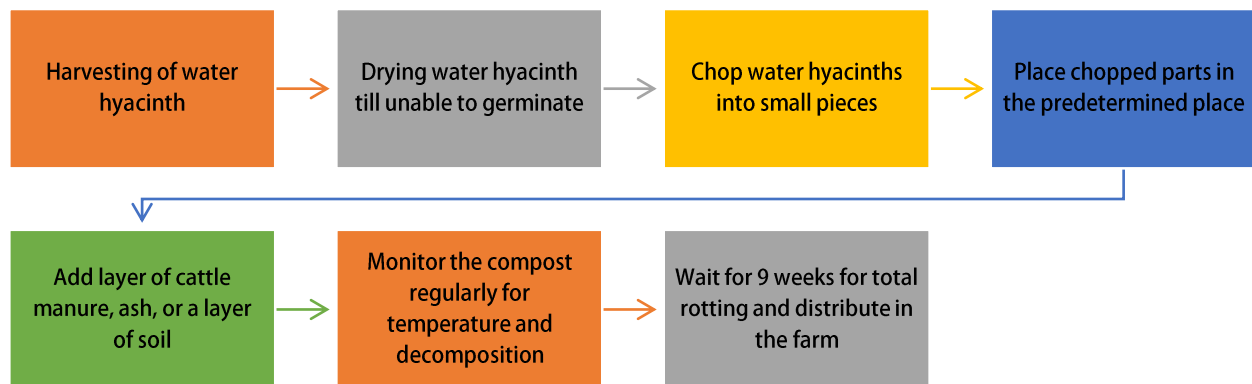 Harvesting of water
hyacinth
Drying water hyacinth
till unable to germinate
Chop water hyacinths
into small pieces
Place chopped parts in
the predetermined place
Add layer of cattle
manure, ash, or a layer
of soil
Monitor the compost
regularly for
temperature and
decomposition
Wait for 9 weeks for total
rotting and distribute in
the farm